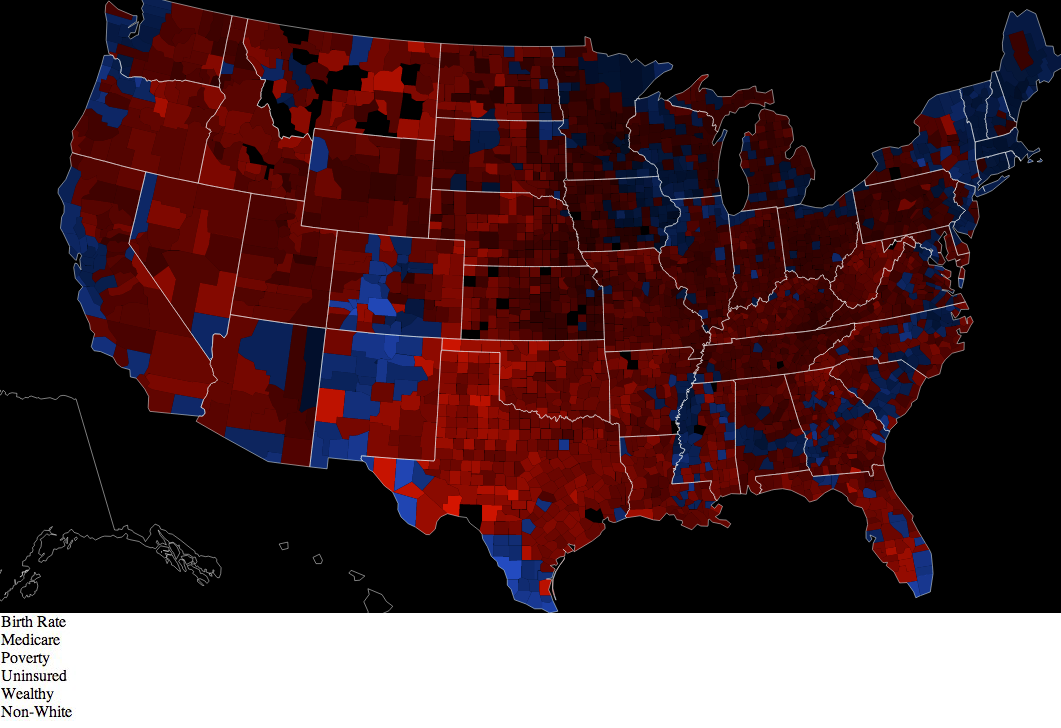 Birth Rate
Medicare
Poverty
Uninsured
Wealthy
Non-White